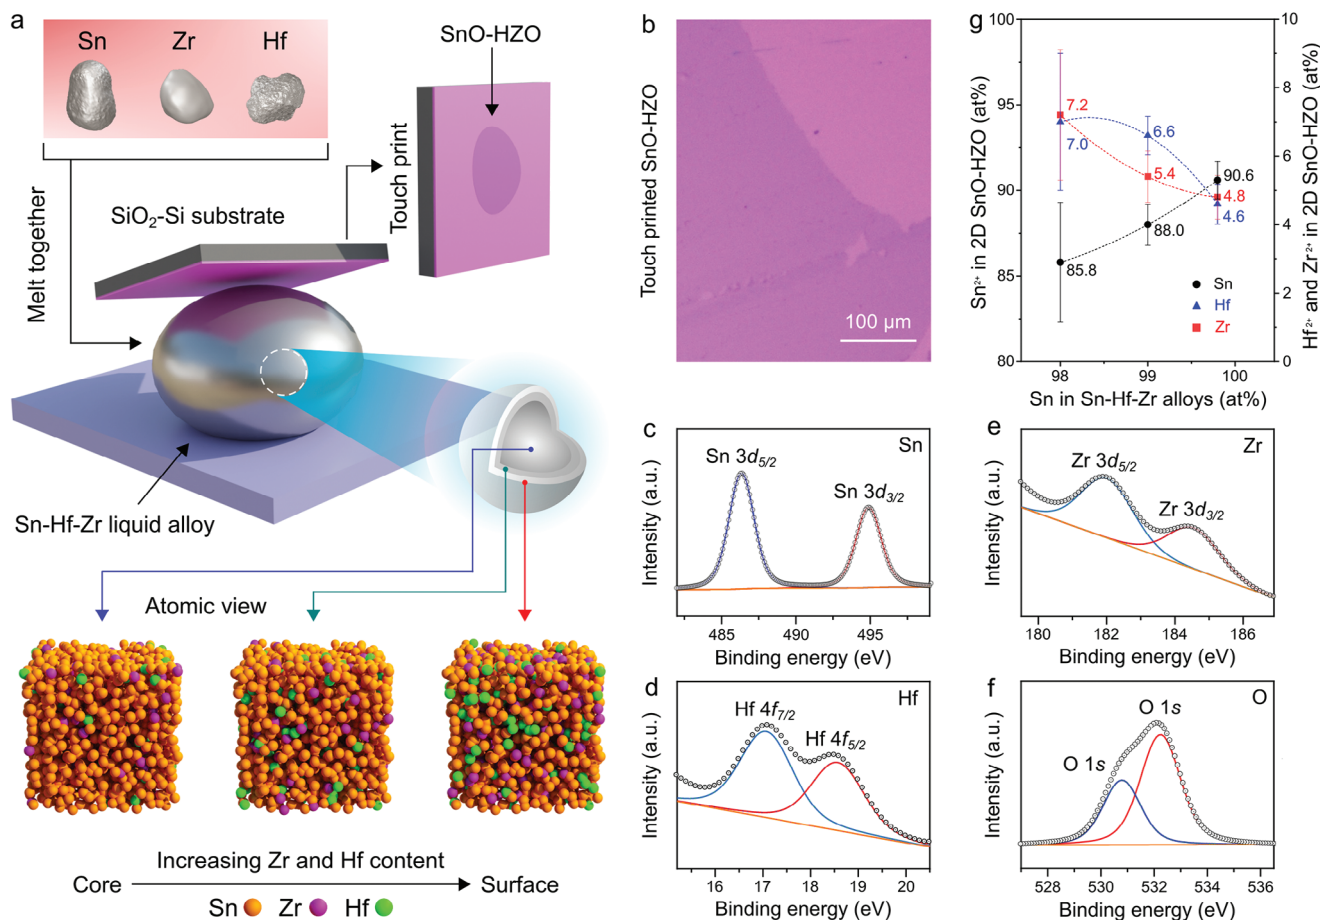 a
Sn Zr Hf
SnO-HZO
Touch print
SiO₂-Si substrate
Melt together
Sn-Hf-Zr liquid alloy
Atomic view
Increasing Zr and Hf content
Core
Surface
Sn Zr Hf
b
Touch printed SnO-HZO
100 µm
g
Sn²⁺ in 2D SnO-HZO (at%)
100
95
90
85
80
7.2
7.0
6.6
5.4
90.6
4.8
4.6
88.0
85.8
Sn
Hf
Zr
10
8
6
4
2
0
Hf²⁺ and Zr²⁺ in 2D SnO-HZO (at%)
98 99 100
Sn in Sn-Hf-Zr alloys (at%)
c
Sn
Sn 3d5/2
Sn 3d3/2
Intensity (a.u.)
485 490 495
Binding energy (eV)
e
Zr
Zr 3d5/2
Zr 3d3/2
Intensity (a.u.)
180 182 184 186
Binding energy (eV)
d
Hf
Hf 4f7/2
Hf 4f5/2
Intensity (a.u.)
16 17 18 19 20
Binding energy (eV)
f
O
O 1s
O 1s
Intensity (a.u.)
528 530 532 534 536
Binding energy (eV)